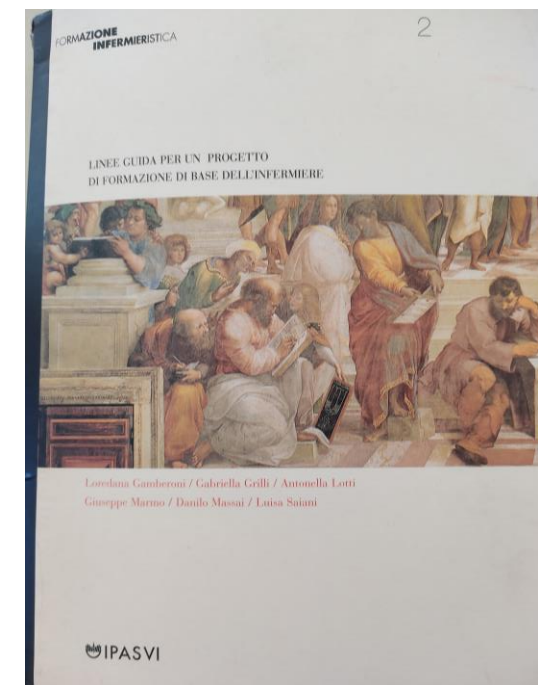 FORMAZIONE
INFERMIERISTICA
2
LINEE GUIDA PER UN PROGETTO
DI FORMAZIONE DI BASE DELL'INFERMIERE
Loredana Gamberoni / Gabriella Grilli / Antonella Lotti
Giuseppe Marmo / Danilo Massai / Luisa Saiani
IPASVI